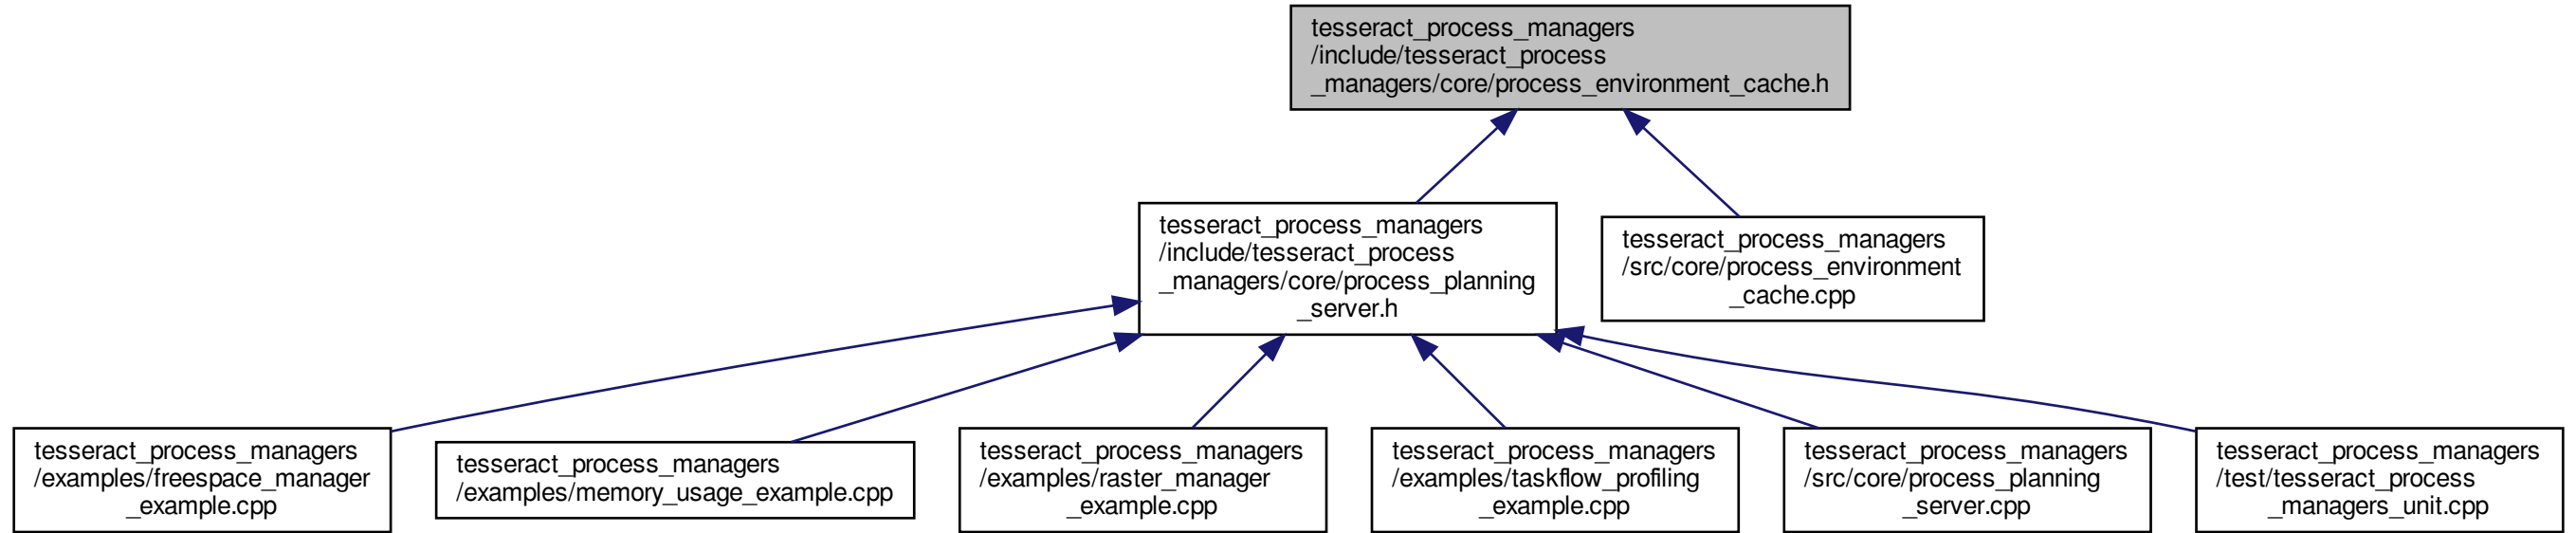 tesseract_process_managers
/include/tesseract_process
_managers/core/process_environment_cache.h
tesseract_process_managers
/include/tesseract_process
_managers/core/process_planning
_server.h
tesseract_process_managers
/src/core/process_environment
_cache.cpp
tesseract_process_managers
/examples/freespace_manager
_example.cpp
tesseract_process_managers
/examples/memory_usage_example.cpp
tesseract_process_managers
/examples/raster_manager
_example.cpp
tesseract_process_managers
/examples/taskflow_profiling
_example.cpp
tesseract_process_managers
/src/core/process_planning
_server.cpp
tesseract_process_managers
/test/tesseract_process
_managers_unit.cpp